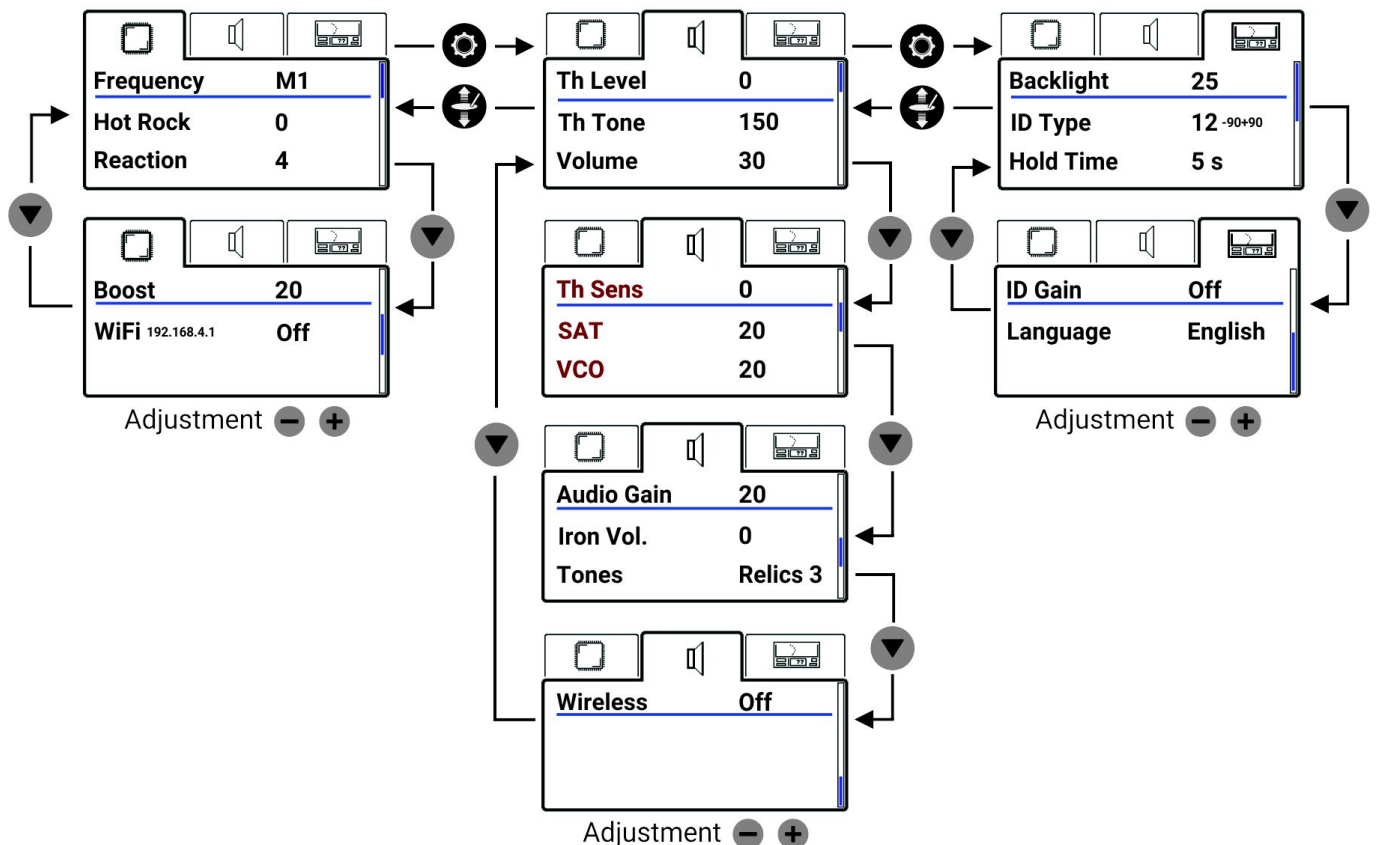 Frequency M1
Hot Rock 0
Reaction 4
Boost 20
WiFi 192.168.4.1 Off
Adjustment
Th Level 0
Th Tone 150
Volume 30
Th Sens 0
SAT 20
VCO 20
Audio Gain 20
Iron Vol. 0
Tones Relics 3
Wireless Off
Adjustment
Backlight 25
ID Type 12 -90+90
Hold Time 5 s
ID Gain Off
Language English
Adjustment